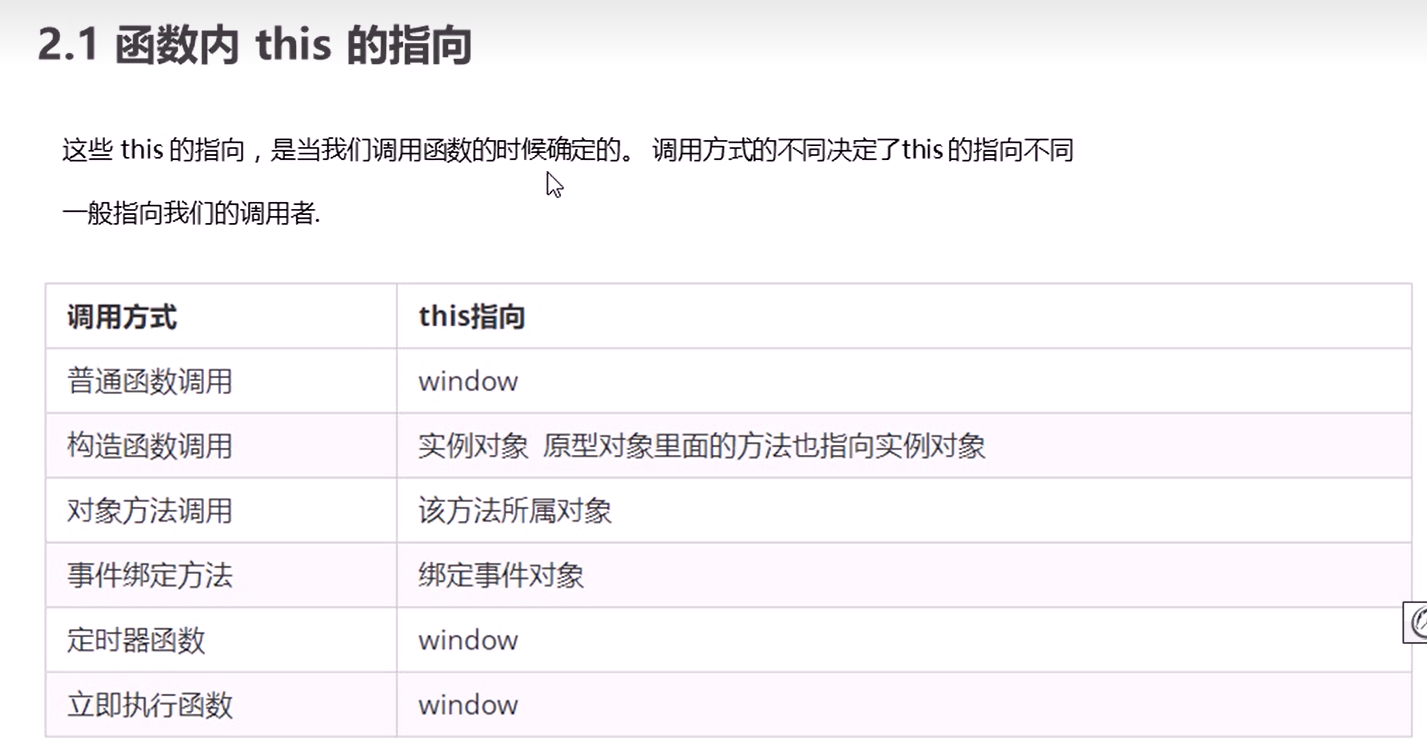 2.1 函数内 this 的指向
这些 this 的指向，是当我们调用函数的时候确定的。 调用方式的不同决定了this 的指向不同
一般指向我们的调用者.
调用方式 this指向
普通函数调用 window
构造函数调用 实例对象 原型对象里面的方法也指向实例对象
对象方法调用 该方法所属对象
事件绑定方法 绑定事件对象
定时器函数 window
立即执行函数 window